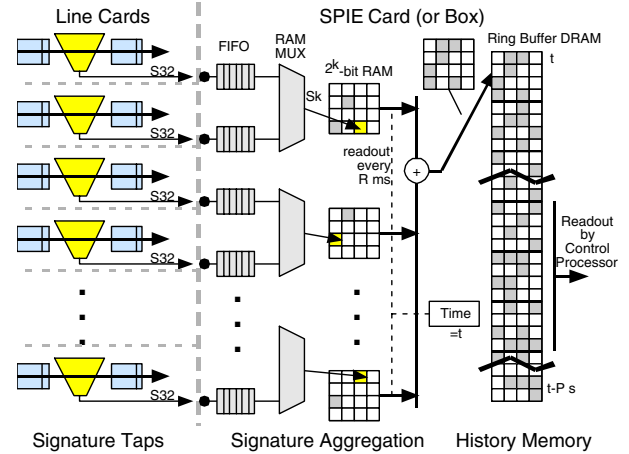 Line Cards
SPIE Card (or Box)
FIFO
RAM
MUX
2k-bit RAM
Ring Buffer DRAM
t
S32
Sk
S32
readout
every
R ms
+
S32
S32
Readout
by
Control
Processor
Time
=t
S32
t-P s
Signature Taps
Signature Aggregation
History Memory